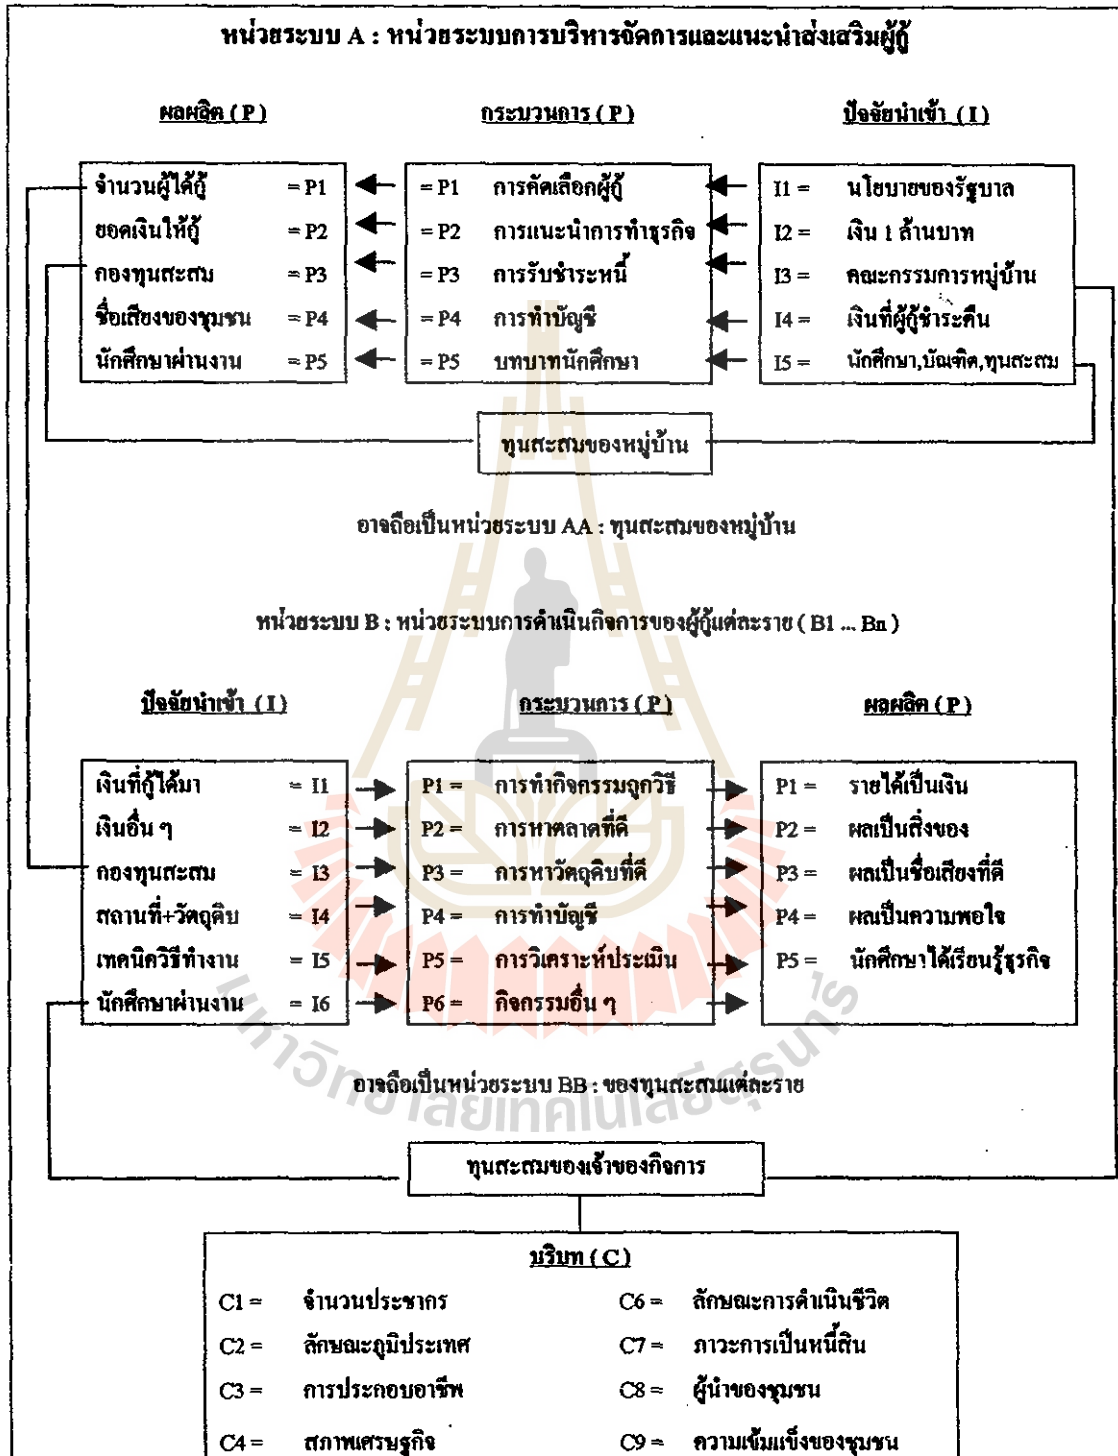 หน่วยระบบ A : หน่วยระบบการบริหารจัดการและแนะนำส่งเสริมผู้กู้
ผลผลิต ( P ) กระบวนการ ( P ) ปัจจัยนำเข้า ( I )
จำนวนผู้ได้กู้ = P1 = P1 การคัดเลือกผู้กู้ I1 = นโยบายของรัฐบาล
ยอดเงินให้กู้ = P2 = P2 การแนะนำการทำธุรกิจ I2 = เงิน 1 ล้านบาท
กองทุนสะสม = P3 = P3 การรับชำระหนี้ I3 = คณะกรรมการหมู่บ้าน
ชื่อเสียงของชุมชน = P4 = P4 การทำบัญชี I4 = เงินที่ผู้กู้ชำระคืน
นักศึกษาผ่านงาน = P5 = P5 บทบาทนักศึกษา I5 = นักศึกษา,บัณฑิต,ทุนสะสม
ทุนสะสมของหมู่บ้าน
อาจถือเป็นหน่วยระบบ AA : ทุนสะสมของหมู่บ้าน
หน่วยระบบ B : หน่วยระบบการดำเนินกิจการของผู้กู้แต่ละราย ( B1 ... Bn )
ปัจจัยนำเข้า ( I ) กระบวนการ ( P ) ผลผลิต ( P )
เงินที่กู้ได้มา = I1 P1 = การทำกิจกรรมถูกวิธี P1 = รายได้เป็นเงิน
เงินอื่น ๆ = I2 P2 = การหาตลาดที่ดี P2 = ผลเป็นสิ่งของ
กองทุนสะสม = I3 P3 = การหาวัตถุดิบที่ดี P3 = ผลเป็นชื่อเสียงที่ดี
สถานที่+วัตถุดิบ = I4 P4 = การทำบัญชี P4 = ผลเป็นความพอใจ
เทคนิควิธีทำงาน = I5 P5 = การวิเคราะห์ประเมิน P5 = นักศึกษาได้เรียนรู้ธุรกิจ
นักศึกษาผ่านงาน = I6 P6 = กิจกรรมอื่น ๆ
มหาวิทยาลัยเทคโนโลยีสุรนารี
อาจถือเป็นหน่วยระบบ BB : ของทุนสะสมแต่ละราย
ทุนสะสมของเจ้าของกิจการ
บริบท ( C )
C1 = จำนวนประชากร C6 = ลักษณะการดำเนินชีวิต
C2 = ลักษณะภูมิประเทศ C7 = ภาวะการเป็นหนี้สิน
C3 = การประกอบอาชีพ C8 = ผู้นำของชุมชน
C4 = สภาพเศรษฐกิจ C9 = ความเข้มแข็งของชุมชน